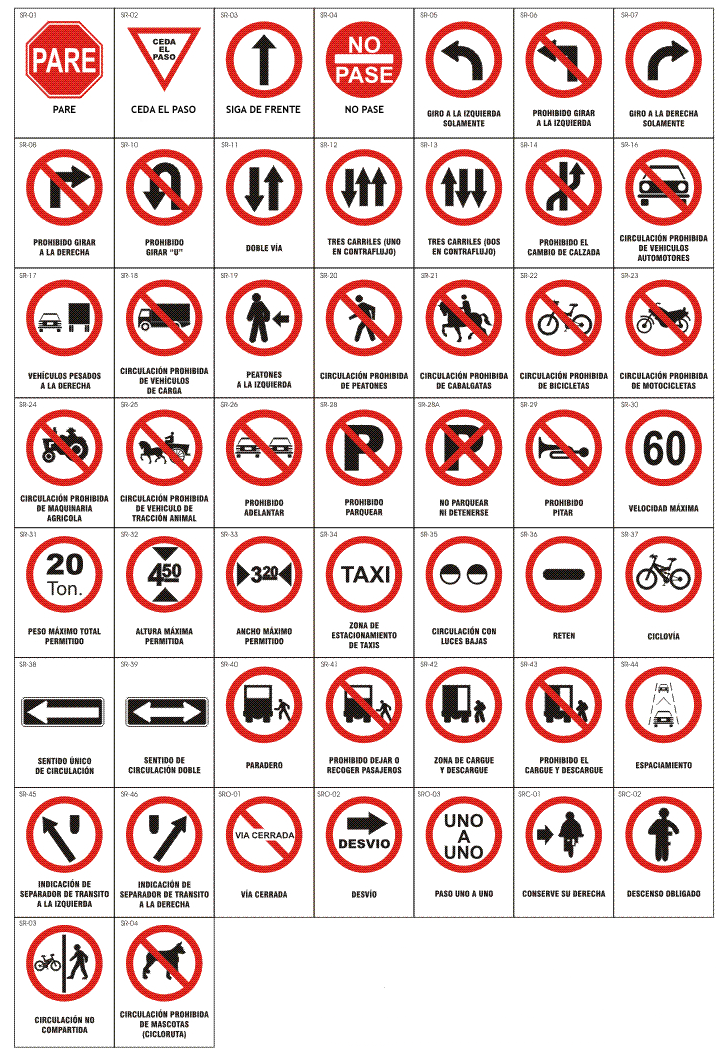 SR-01
PARE
PARE
SR-02
CEDA
EL
PASO
CEDA EL PASO
SR-03
SIGA DE FRENTE
SR-04
NO
PASE
NO PASE
SR-05
GIRO A LA IZQUIERDA
SOLAMENTE
SR-06
PROHIBIDO GIRAR
A LA IZQUIERDA
SR-07
GIRO A LA DERECHA
SOLAMENTE
SR-08
PROHIBIDO GIRAR
A LA DERECHA
SR-10
PROHIBIDO
GIRAR "U"
SR-11
DOBLE VÍA
SR-12
TRES CARRILES (UNO
EN CONTRAFLUJO)
SR-13
TRES CARRILES (DOS
EN CONTRAFLUJO)
SR-14
PROHIBIDO EL
CAMBIO DE CALZADA
SR-16
CIRCULACIÓN PROHIBIDA
DE VEHICULOS
AUTOMOTORES
SR-17
VEHÍCULOS PESADOS
A LA DERECHA
SR-18
CIRCULACIÓN PROHIBIDA
DE VEHÍCULOS
DE CARGA
SR-19
PEATONES
A LA IZQUIERDA
SR-20
CIRCULACIÓN PROHIBIDA
DE PEATONES
SR-21
CIRCULACIÓN PROHIBIDA
DE CABALGATAS
SR-22
CIRCULACIÓN PROHIBIDA
DE BICICLETAS
SR-23
CIRCULACIÓN PROHIBIDA
DE MOTOCICLETAS
SR-24
CIRCULACIÓN PROHIBIDA
DE MAQUINARIA
AGRICOLA
SR-25
CIRCULACIÓN PROHIBIDA
DE VEHICULO DE
TRACCIÓN ANIMAL
SR-26
PROHIBIDO
ADELANTAR
SR-28
P
PROHIBIDO
PARQUEAR
SR-28A
P
NO PARQUEAR
NI DETENERSE
SR-29
PROHIBIDO
PITAR
SR-30
60
VELOCIDAD MÁXIMA
SR-31
20
Ton.
PESO MÁXIMO TOTAL
PERMITIDO
SR-32
4.50
ALTURA MÁXIMA
PERMITIDA
SR-33
3.20
ANCHO MÁXIMO
PERMITIDO
SR-34
TAXI
ZONA DE
ESTACIONAMIENTO
DE TAXIS
SR-35
CIRCULACIÓN CON
LUCES BAJAS
SR-36
RETEN
SR-37
CICLOVÍA
SR-38
SENTIDO ÚNICO
DE CIRCULACIÓN
SR-39
SENTIDO DE
CIRCULACIÓN DOBLE
SR-40
PARADERO
SR-41
PROHIBIDO DEJAR O
RECOGER PASAJEROS
SR-42
ZONA DE CARGUE
Y DESCARGUE
SR-43
PROHIBIDO EL
CARGUE Y DESCARGUE
SR-44
ESPACIAMIENTO
SR-45
INDICACIÓN DE
SEPARADOR DE TRANSITO
A LA IZQUIERDA
SR-46
INDICACIÓN DE
SEPARADOR DE TRANSITO
A LA DERECHA
SRO-01
VIA CERRADA
VÍA CERRADA
SRO-02
DESVIO
DESVÍO
SRO-03
UNO
A
UNO
PASO UNO A UNO
SRC-01
CONSERVE SU DERECHA
SRC-02
DESCENSO OBLIGADO
SR-03
CIRCULACIÓN NO
COMPARTIDA
SR-04
CIRCULACIÓN PROHIBIDA
DE MASCOTAS
(CICLORUTA)